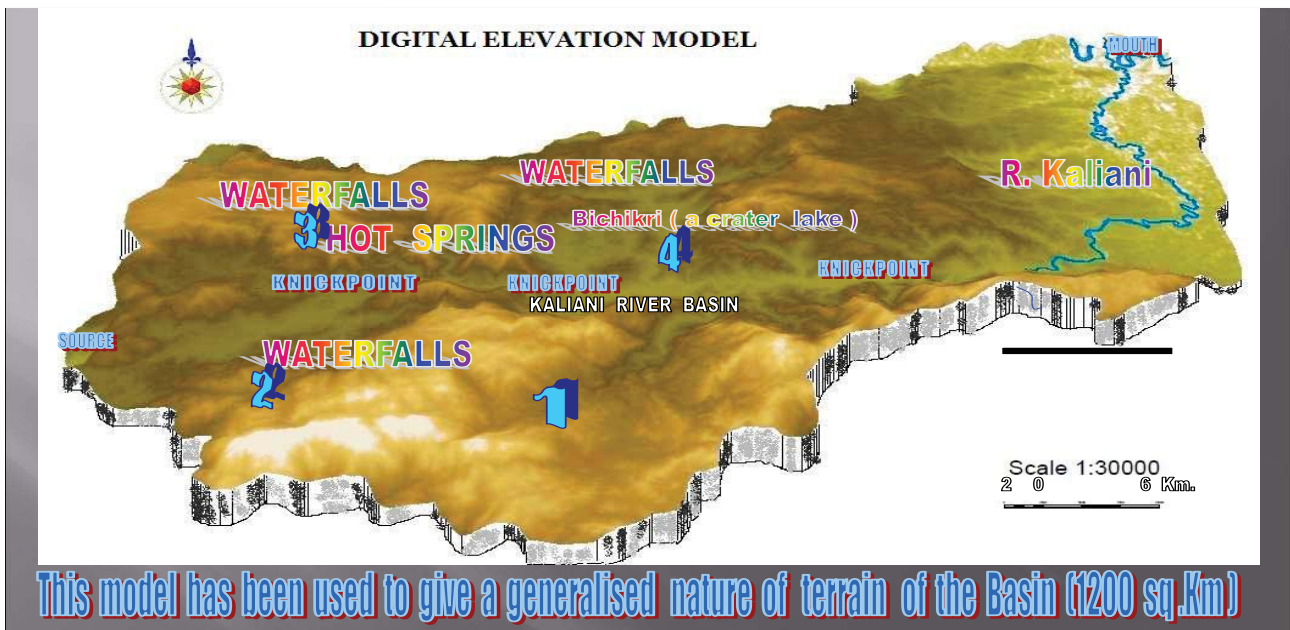 DIGITAL ELEVATION MODEL
MOUTH
WATERFALLS
R. Kaliani
WATERFALLS
3
Bichikri ( a crater lake )
HOT SPRINGS
4
KNICKPOINT
KNICKPOINT
KNICKPOINT
KALIANI RIVER BASIN
SOURCE
WATERFALLS
2
1
Scale 1:30000
2 0 6 Km.
This model has been used to give a generalised nature of terrain of the Basin (1200 sq.Km)